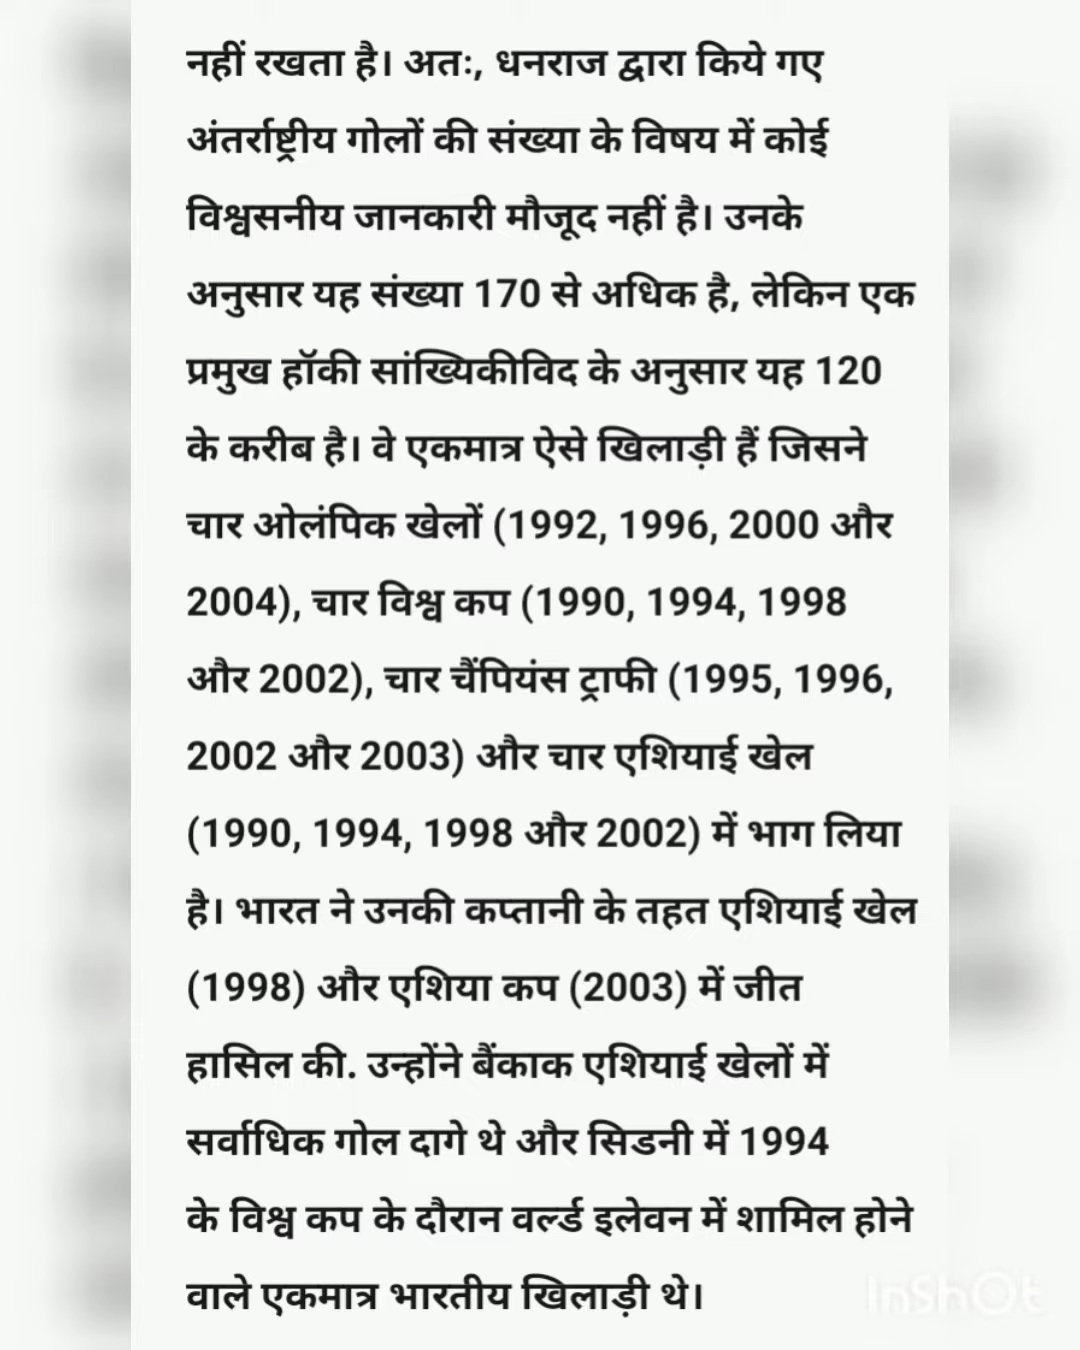 नहीं रखता है। अतः, धनराज द्वारा किये गए
अंतर्राष्ट्रीय गोलों की संख्या के विषय में कोई
विश्वसनीय जानकारी मौजूद नहीं है। उनके
अनुसार यह संख्या 170 से अधिक है, लेकिन एक
प्रमुख हॉकी सांख्यिकीविद के अनुसार यह 120
के करीब है। वे एकमात्र ऐसे खिलाड़ी हैं जिसने
चार ओलंपिक खेलों (1992, 1996, 2000 और
2004), चार विश्व कप (1990, 1994, 1998
और 2002), चार चैंपियंस ट्राफी (1995, 1996,
2002 और 2003) और चार एशियाई खेल
(1990, 1994, 1998 और 2002) में भाग लिया
है। भारत ने उनकी कप्तानी के तहत एशियाई खेल
(1998) और एशिया कप (2003) में जीत
हासिल की. उन्होंने बैंकाक एशियाई खेलों में
सर्वाधिक गोल दागे थे और सिडनी में 1994
के विश्व कप के दौरान वर्ल्ड इलेवन में शामिल होने
वाले एकमात्र भारतीय खिलाड़ी थे।
InShOt